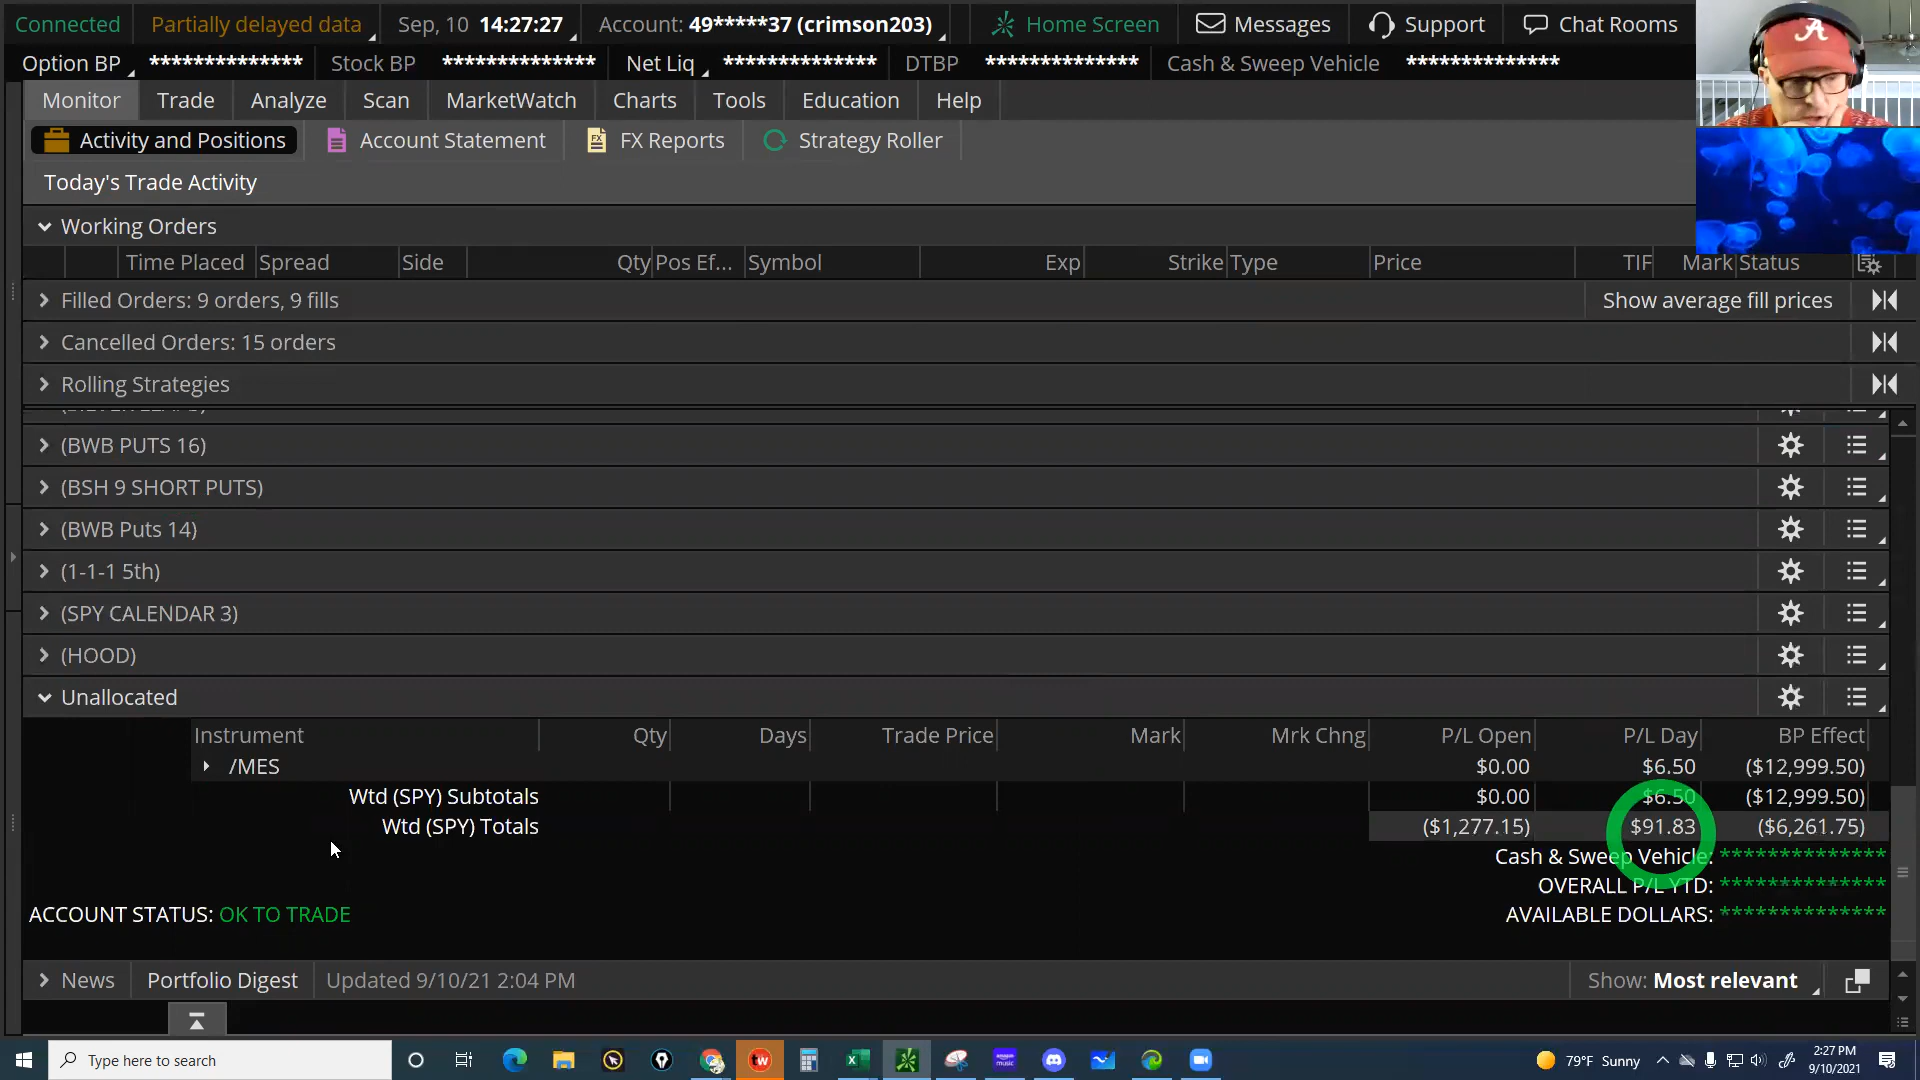 Connected Partially delayed data Sep, 10 14:27:27 Account: 49*****37 (crimson203) Home Screen Messages Support Chat Rooms
Option BP ************** Stock BP ************** Net Liq ************** DTBP ************** Cash & Sweep Vehicle **************
Monitor Trade Analyze Scan MarketWatch Charts Tools Education Help
Activity and Positions Account Statement FX FX Reports Strategy Roller
Today's Trade Activity
Working Orders
Time Placed Spread Side Qty Pos Ef... Symbol Exp Strike Type Price TIF Mark Status
Filled Orders: 9 orders, 9 fills Show average fill prices
Cancelled Orders: 15 orders
Rolling Strategies
(BWB PUTS 16)
(BSH 9 SHORT PUTS)
(BWB Puts 14)
(1-1-1 5th)
(SPY CALENDAR 3)
(HOOD)
Unallocated
Instrument Qty Days Trade Price Mark Mrk Chng P/L Open P/L Day BP Effect
/MES $0.00 $6.50 ($12,999.50)
Wtd (SPY) Subtotals $0.00 $6.50 ($12,999.50)
Wtd (SPY) Totals ($1,277.15) $91.83 ($6,261.75)
Cash & Sweep Vehicle: **************
OVERALL P/L YTD: **************
ACCOUNT STATUS: OK TO TRADE AVAILABLE DOLLARS: **************
News Portfolio Digest Updated 9/10/21 2:04 PM Show: Most relevant
Type here to search tw amazon music 79°F Sunny 2:27 PM
9/10/2021
A